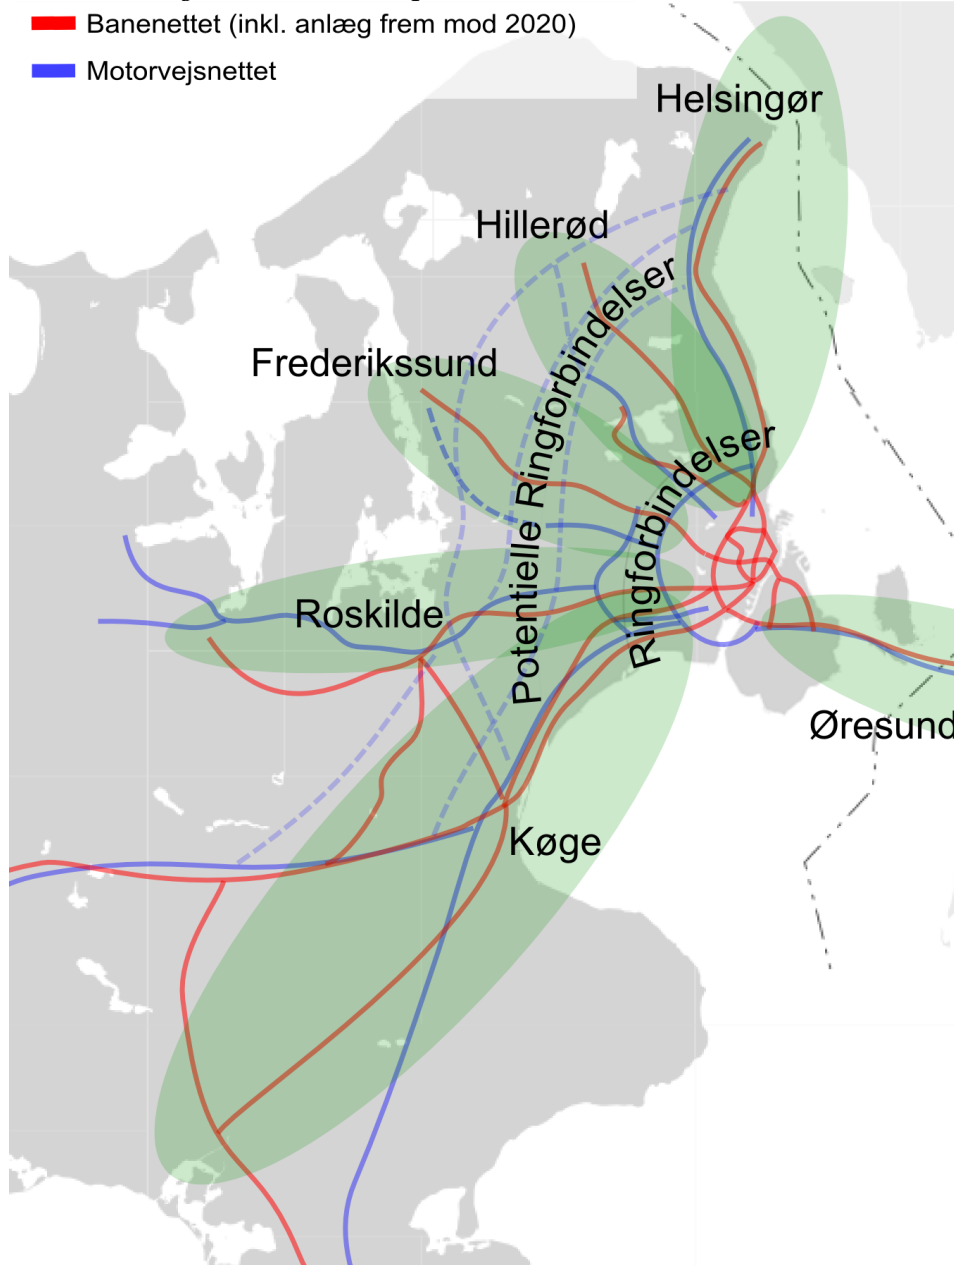 Banenettet (inkl. anlæg frem mod 2020)
Motorvejsnettet
Helsingør
Hillerød
Frederikssund
Potentielle Ringforbindelser
Ringforbindelser
Roskilde
Øresund
Køge